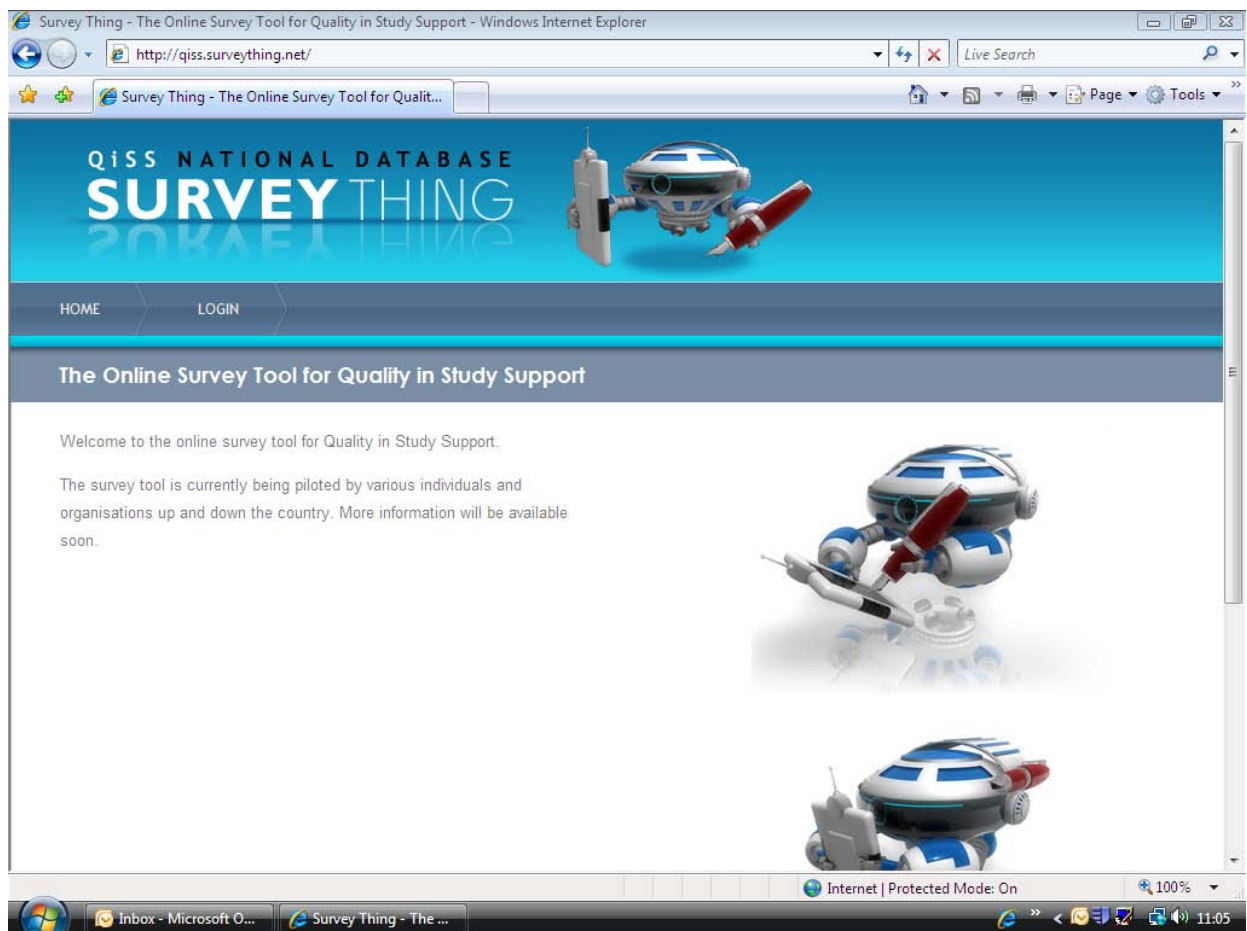 Survey Thing - The Online Survey Tool for Quality in Study Support - Windows Internet Explorer
http://qiss.surveything.net/
Live Search
Survey Thing - The Online Survey Tool for Qualit...
Page
Tools
QiSS NATIONAL DATABASE
SURVEYTHING
HOME
LOGIN
The Online Survey Tool for Quality in Study Support
Welcome to the online survey tool for Quality in Study Support.
The survey tool is currently being piloted by various individuals and
organisations up and down the country. More information will be available
soon.
Internet | Protected Mode: On
100%
Inbox - Microsoft O...
Survey Thing - The ...
11:05